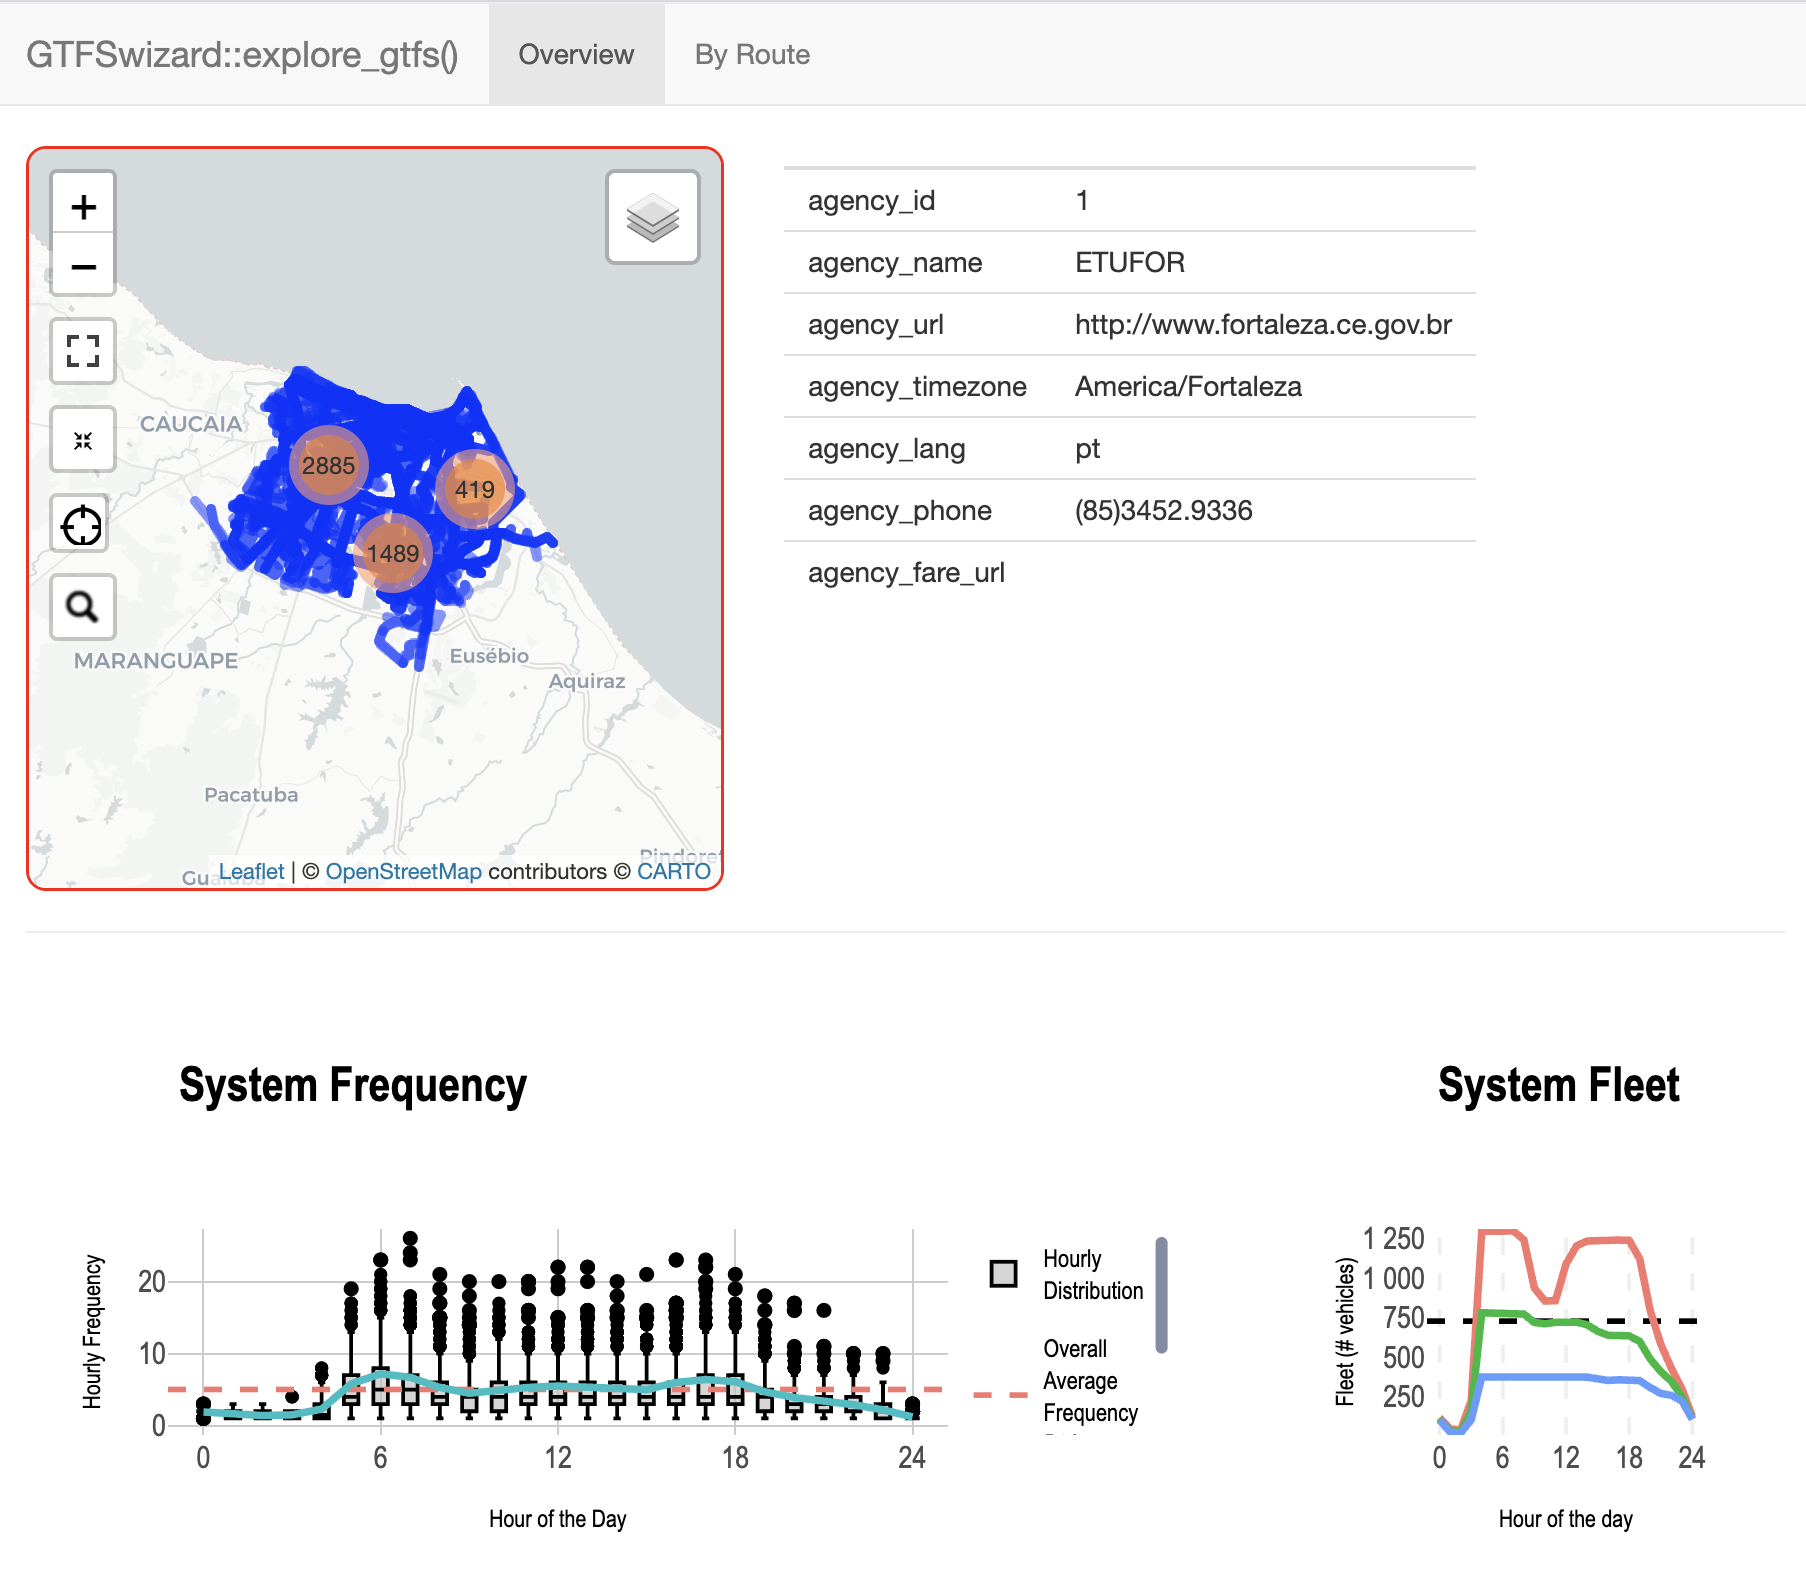 GTFSwizard::explore_gtfs()
Overview
By Route
+
−
CAUCAIA
2885
419
1489
MARANGUAPE
Eusébio
Aquiraz
Pacatuba
Leaflet | © OpenStreetMap contributors © CARTO
agency_id 1
agency_name ETUFOR
agency_url http://www.fortaleza.ce.gov.br
agency_timezone America/Fortaleza
agency_lang pt
agency_phone (85)3452.9336
agency_fare_url
System Frequency
Hourly Frequency
20
10
0
0 6 12 18 24
Hour of the Day
Hourly
Distribution
Overall
Average
Frequency
System Fleet
Fleet (# vehicles)
1 250
1 000
750
500
250
0 6 12 18 24
Hour of the day